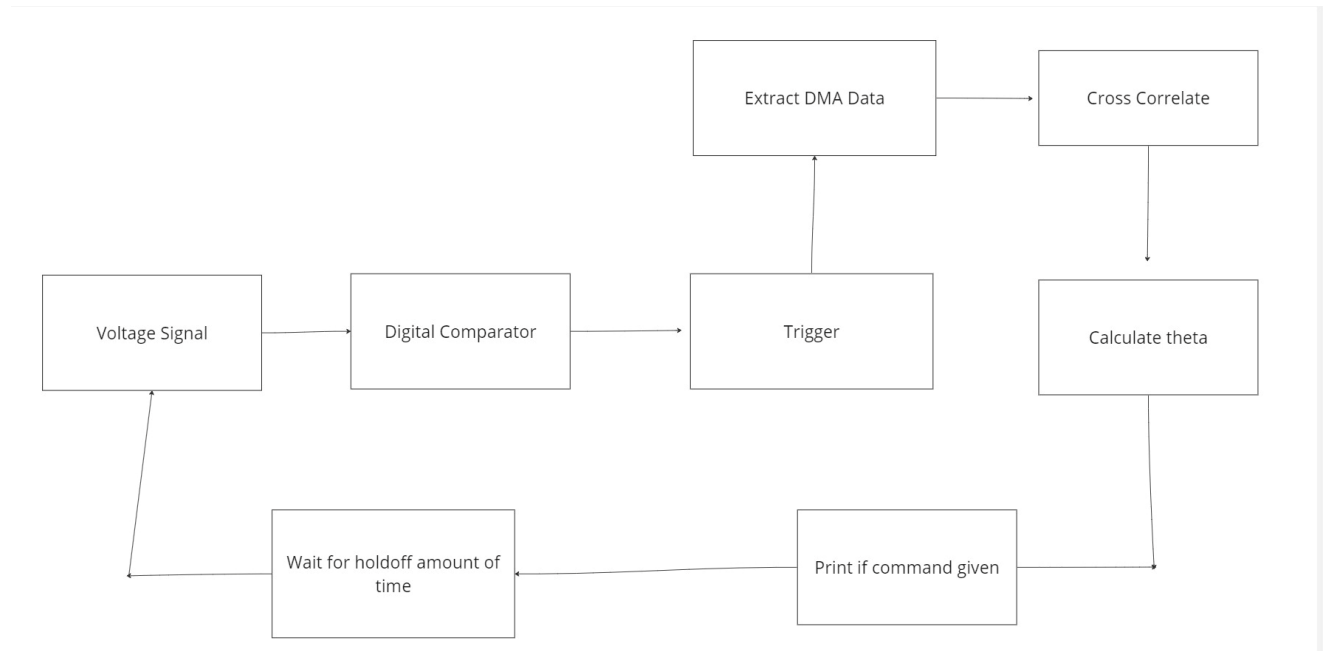 Extract DMA Data
Cross Correlate
Voltage Signal
Digital Comparator
Trigger
Calculate theta
Wait for holdoff amount of
time
Print if command given